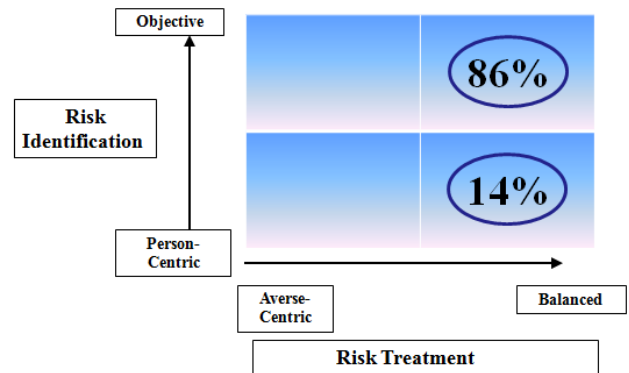 Objective
86%
Risk
Identification
14%
Person-
Centric
Averse-
Centric
Balanced
Risk Treatment